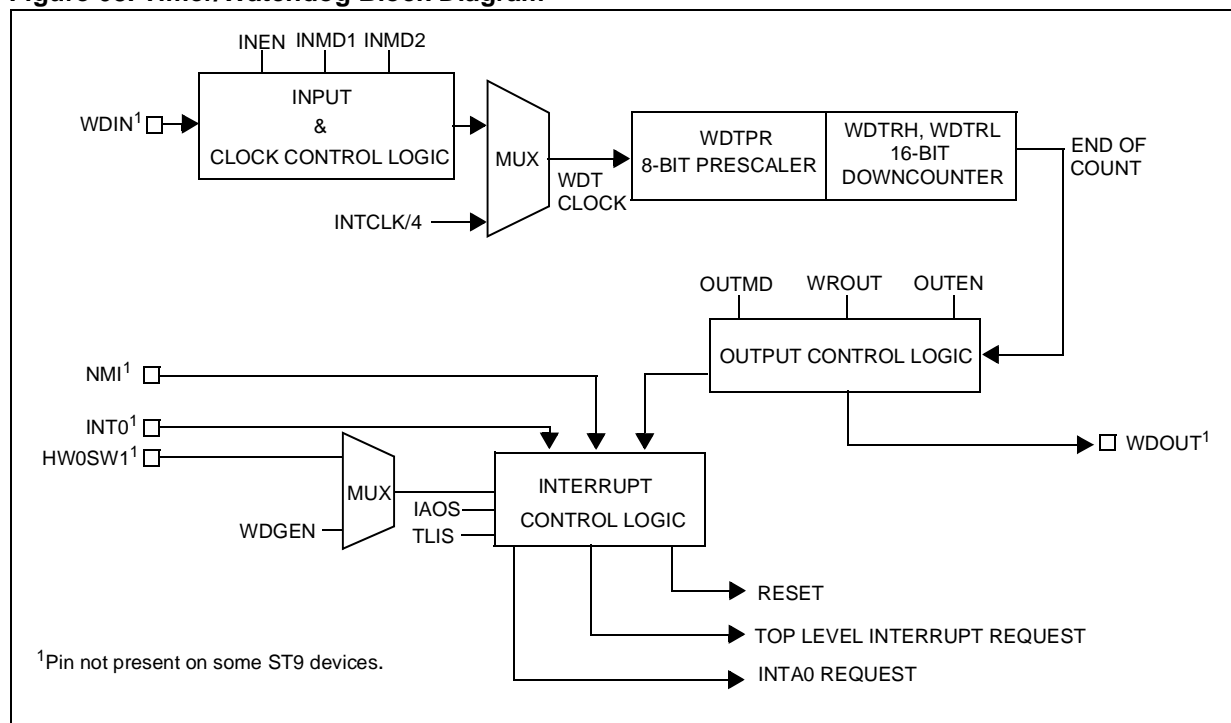 INEN INMD1 INMD2
INPUT
&
CLOCK CONTROL LOGIC
WDIN¹
MUX
WDT
CLOCK
INTCLK/4
WDTPR
8-BIT PRESCALER
WDTRH, WDTRL
16-BIT
DOWNCOUNTER
END OF
COUNT
OUTMD WROUT OUTEN
OUTPUT CONTROL LOGIC
NMI¹
INT0¹
HW0SW1¹
MUX
WDGEN
IAOS
TLIS
INTERRUPT
CONTROL LOGIC
WDOUT¹
RESET
TOP LEVEL INTERRUPT REQUEST
INTA0 REQUEST
¹Pin not present on some ST9 devices.